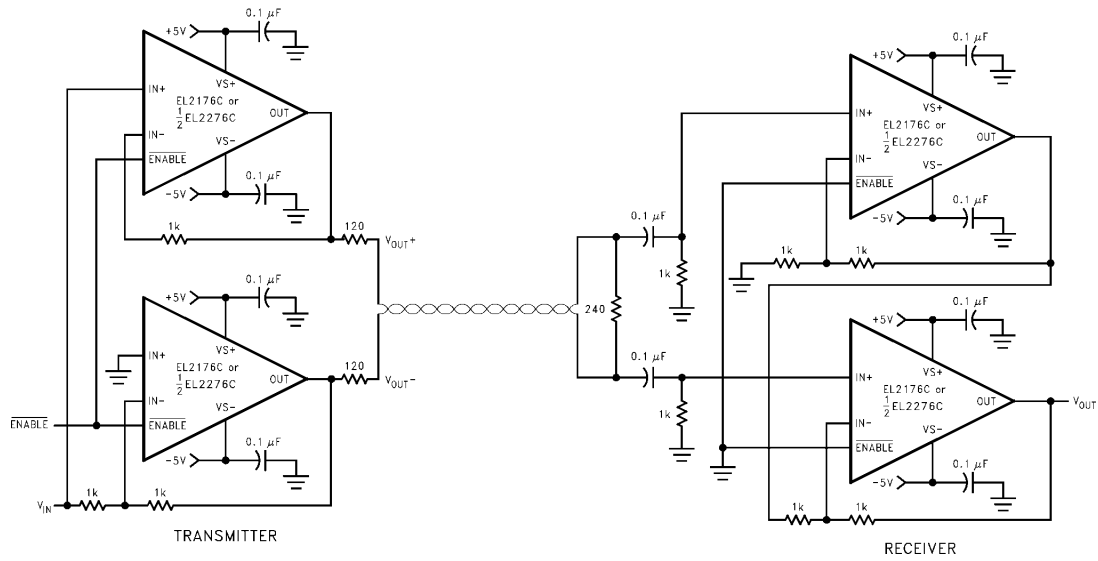 +5V
0.1 μF
VS+
IN+
EL2176C or
1/2 EL2276C
OUT
IN-
VS-
ENABLE
-5V
0.1 μF
1k
120
VOUT+
+5V
0.1 μF
VS+
IN+
EL2176C or
1/2 EL2276C
OUT
IN-
VS-
ENABLE
ENABLE
-5V
0.1 μF
120
VOUT-
VIN
1k
1k
TRANSMITTER
240
0.1 μF
1k
0.1 μF
1k
+5V
0.1 μF
VS+
IN+
EL2176C or
1/2 EL2276C
OUT
IN-
VS-
ENABLE
-5V
0.1 μF
1k
1k
+5V
0.1 μF
VS+
IN+
EL2176C or
1/2 EL2276C
OUT
VOUT
IN-
VS-
ENABLE
-5V
0.1 μF
1k
1k
RECEIVER